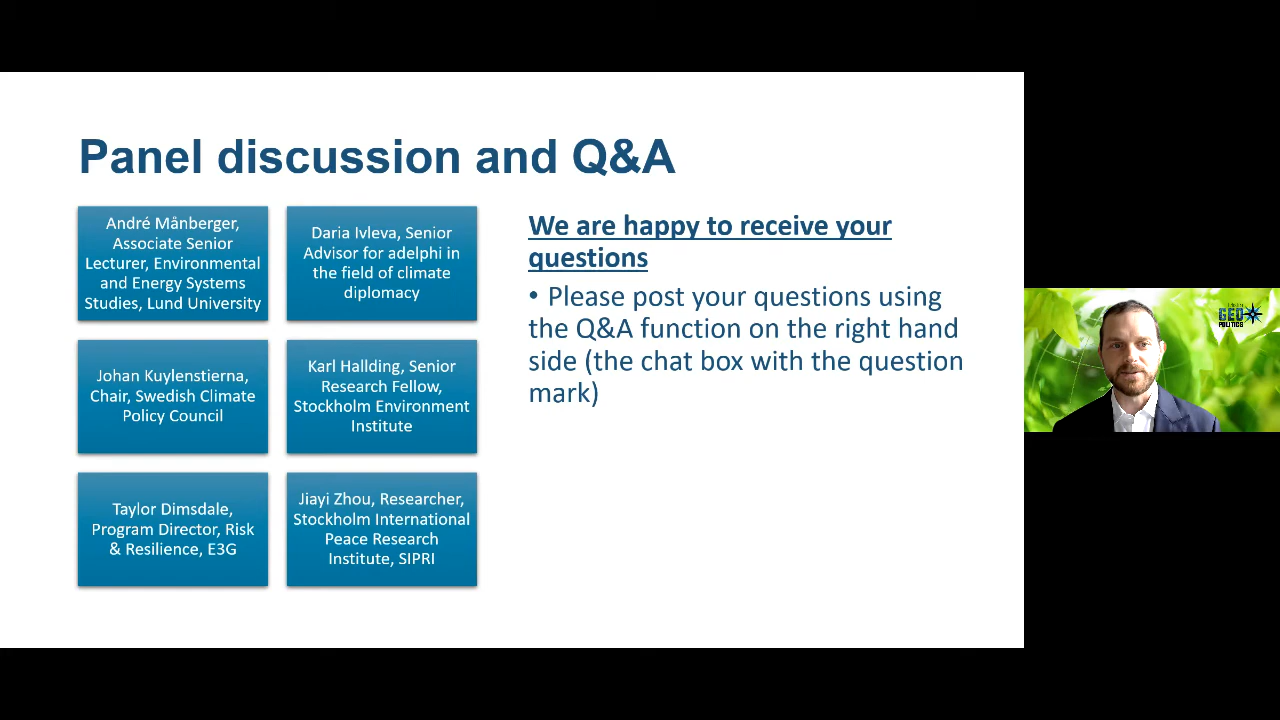 Panel discussion and Q&A
André Månberger,
Associate Senior
Lecturer, Environmental
and Energy Systems
Studies, Lund University
Daria Ivleva, Senior
Advisor for adelphi in
the field of climate
diplomacy
Johan Kuylenstierna,
Chair, Swedish Climate
Policy Council
Karl Hallding, Senior
Research Fellow,
Stockholm Environment
Institute
Taylor Dimsdale,
Program Director, Risk
& Resilience, E3G
Jiayi Zhou, Researcher,
Stockholm International
Peace Research
Institute, SIPRI
We are happy to receive your
questions
• Please post your questions using
the Q&A function on the right hand
side (the chat box with the question
mark)
GEO
POLITICS